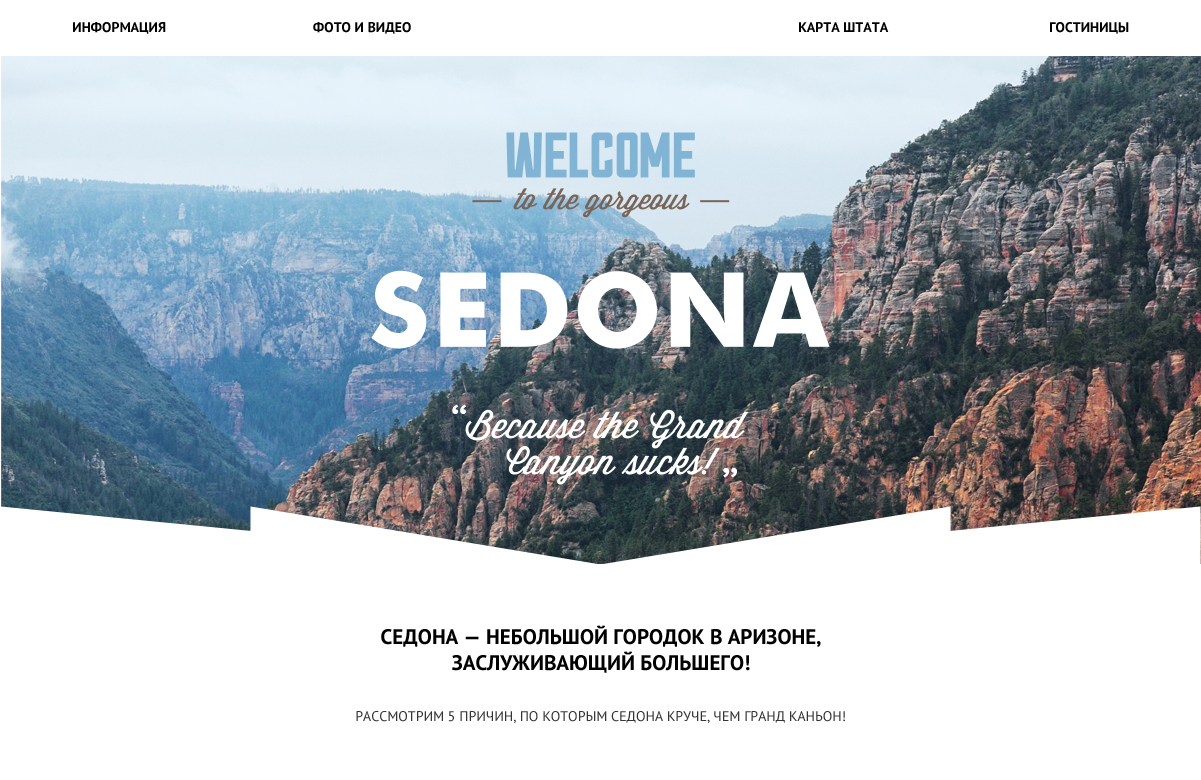 ИНФОРМАЦИЯ ФОТО И ВИДЕО КАРТА ШТАТА ГОСТИНИЦЫ
WELCOME
to the gorgeous
SEDONA
“Because the Grand
Canyon sucks! „
СЕДОНА — НЕБОЛЬШОЙ ГОРОДОК В АРИЗОНЕ,
ЗАСЛУЖИВАЮЩИЙ БОЛЬШЕГО!
РАССМОТРИМ 5 ПРИЧИН, ПО КОТОРЫМ СЕДОНА КРУЧЕ, ЧЕМ ГРАНД КАНЬОН!